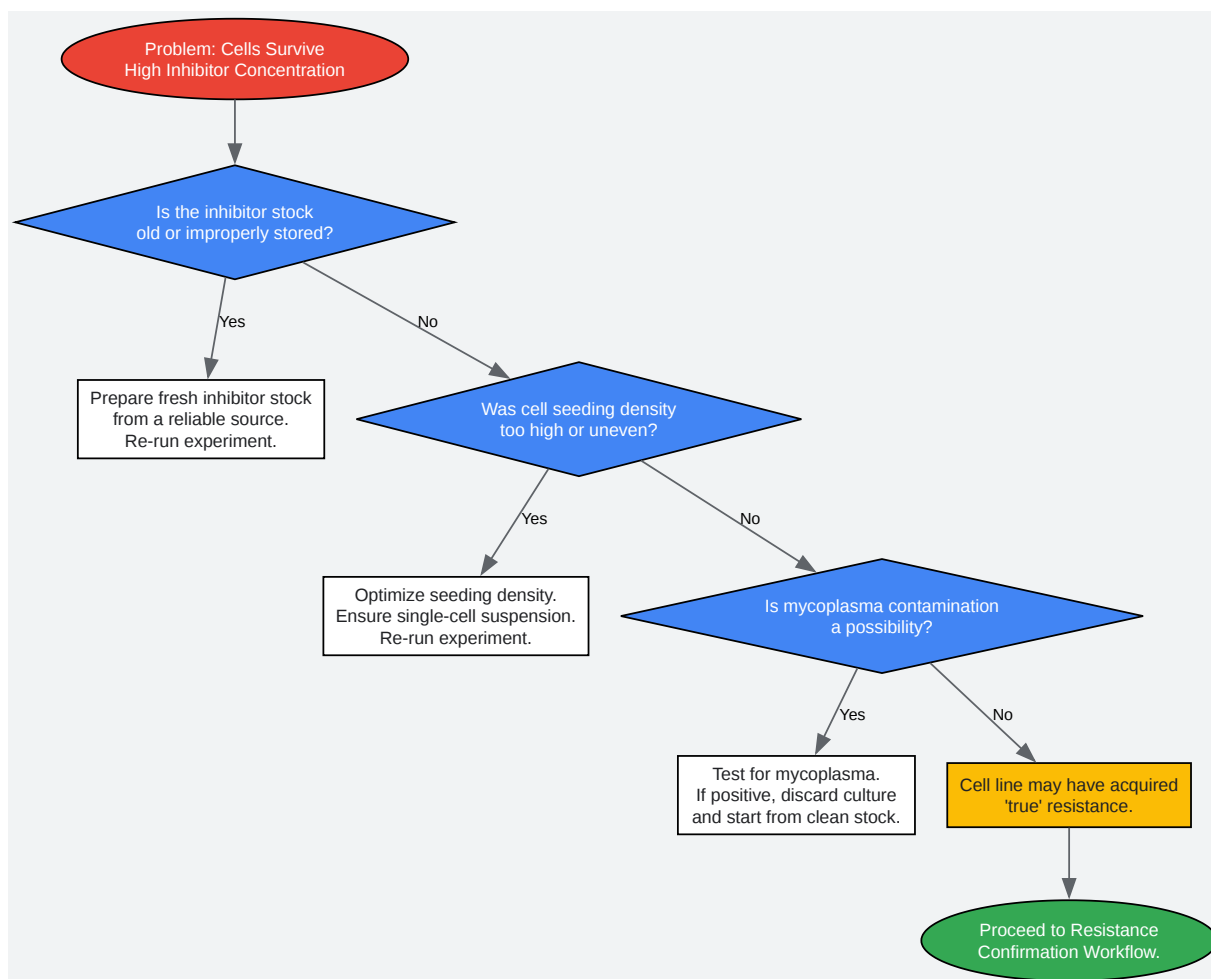 Problem: Cells Survive
High Inhibitor Concentration
Is the inhibitor stock
old or improperly stored?
Yes
No
Prepare fresh inhibitor stock
from a reliable source.
Re-run experiment.
Was cell seeding density
too high or uneven?
Yes
No
Optimize seeding density.
Ensure single-cell suspension.
Re-run experiment.
Is mycoplasma contamination
a possibility?
Yes
No
Test for mycoplasma.
If positive, discard culture
and start from clean stock.
Cell line may have acquired
'true' resistance.
Proceed to Resistance
Confirmation Workflow.